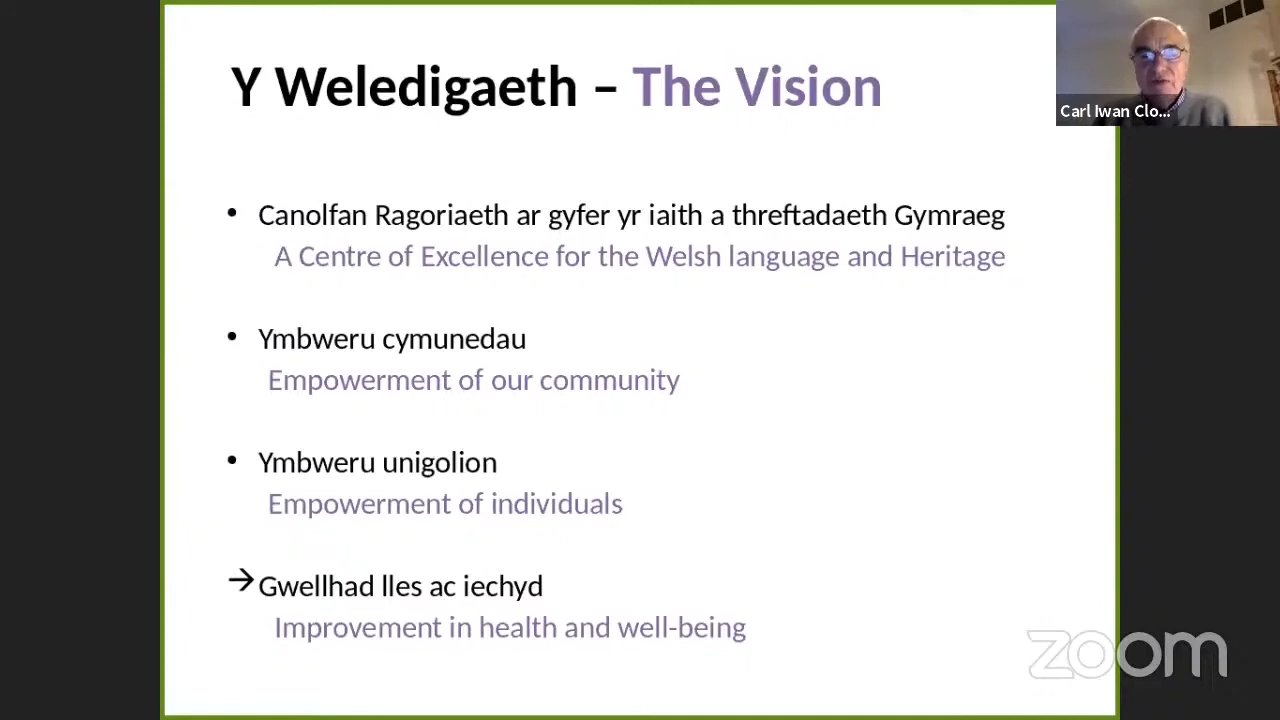 Y Weledigaeth – The Vision
Carl Iwan Clo...
• Canolfan Ragoriaeth ar gyfer yr iaith a threftadaeth Gymraeg
A Centre of Excellence for the Welsh language and Heritage
• Ymbweru cymunedau
Empowerment of our community
• Ymbweru unigolion
Empowerment of individuals
→ Gwellhad lles ac iechyd
Improvement in health and well-being
zoom